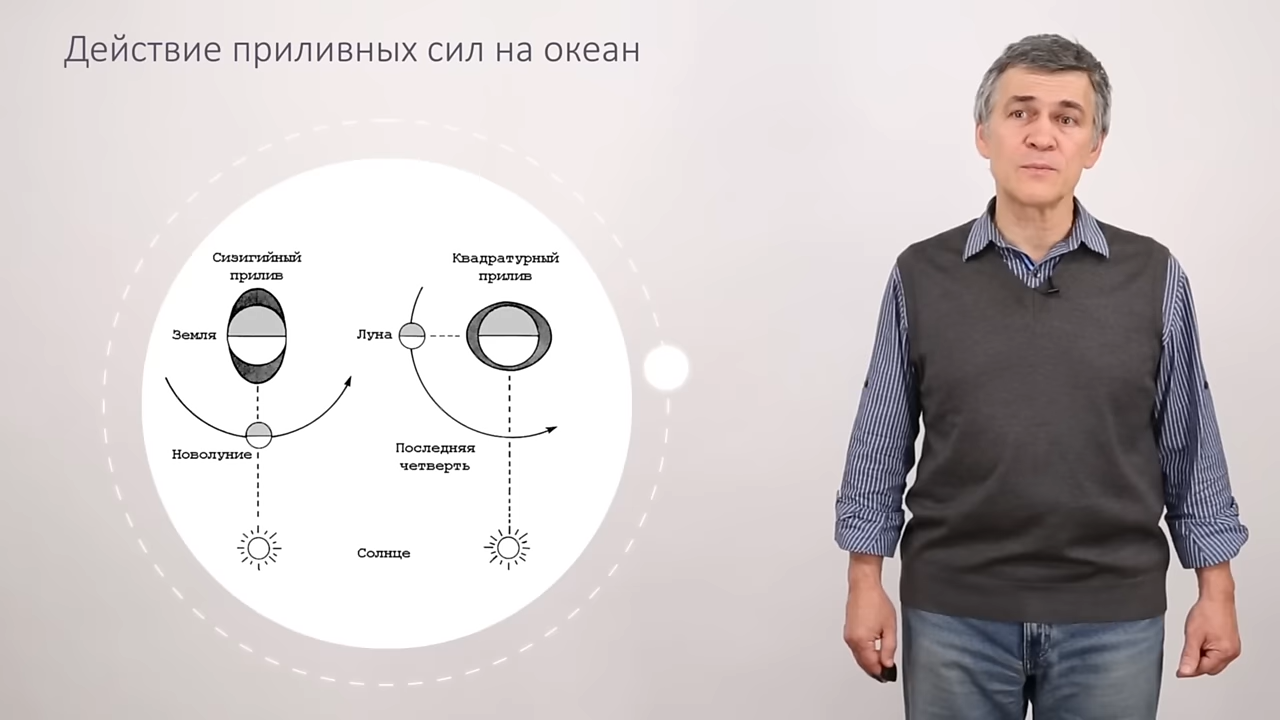 Действие приливных сил на океан
Сизигийный
прилив
Квадратурный
прилив
Земля
Луна
Новолуние
Последняя
четверть
Солнце